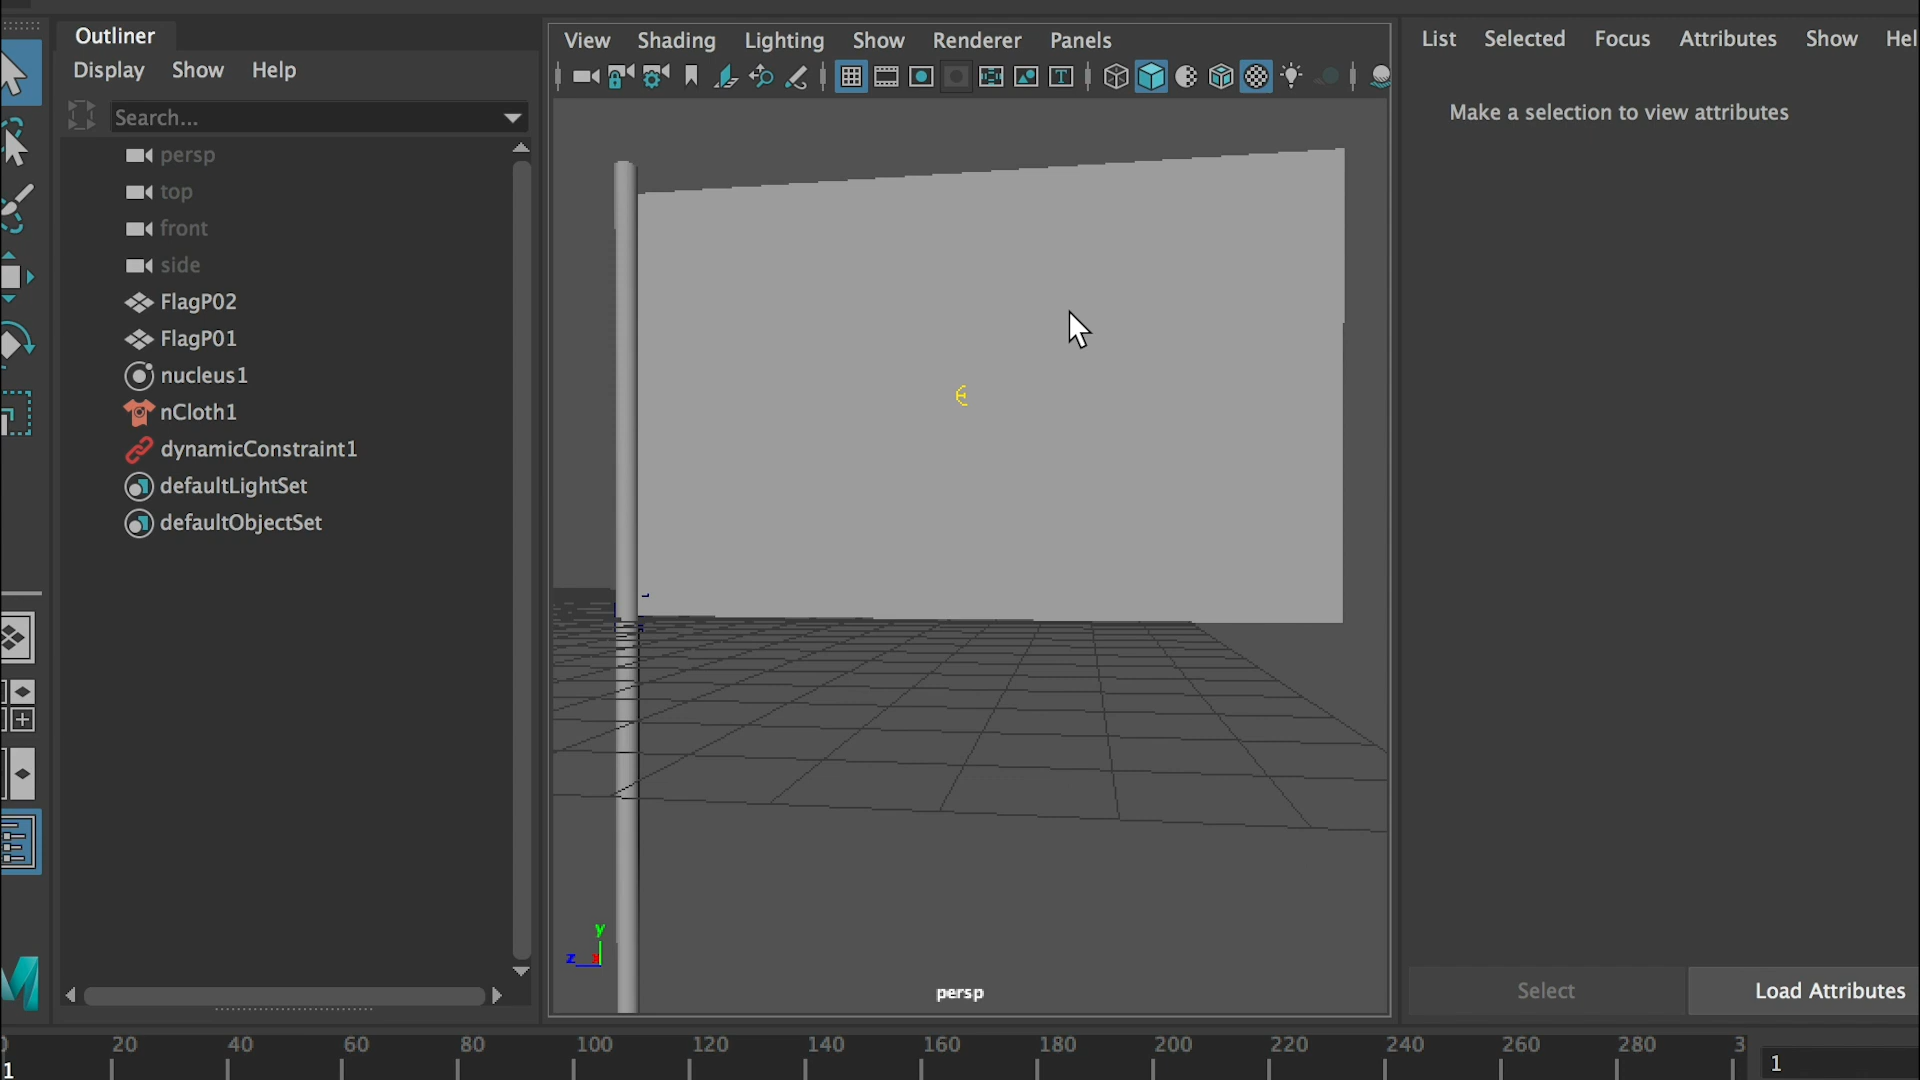 Outliner
Display Show Help
Search...
persp
top
front
side
FlagP02
FlagP01
nucleus1
nCloth1
dynamicConstraint1
defaultLightSet
defaultObjectSet
View Shading Lighting Show Renderer Panels
T
y
z x
persp
List Selected Focus Attributes Show Hel
Make a selection to view attributes
Select Load Attributes
20 40 60 80 100 120 140 160 180 200 220 240 260 280 3
1 1